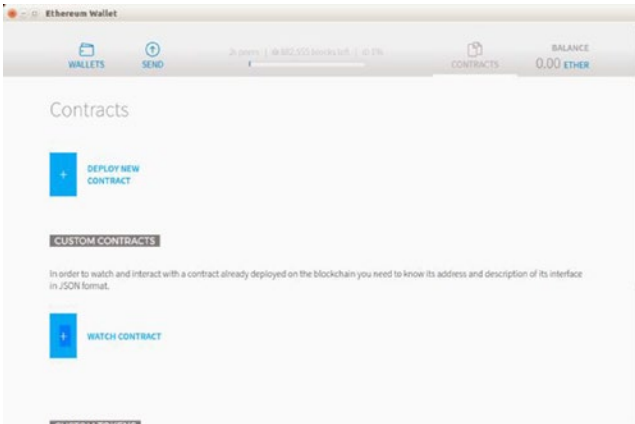 Ethereum Wallet
WALLETS
SEND
CONTRACTS
BALANCE
0.00 ETHER
Contracts
DEPLOY NEW
CONTRACT
CUSTOM CONTRACTS
In order to watch and interact with a contract already deployed on the blockchain you need to know its address and description of its interface
in JSON format.
WATCH CONTRACT